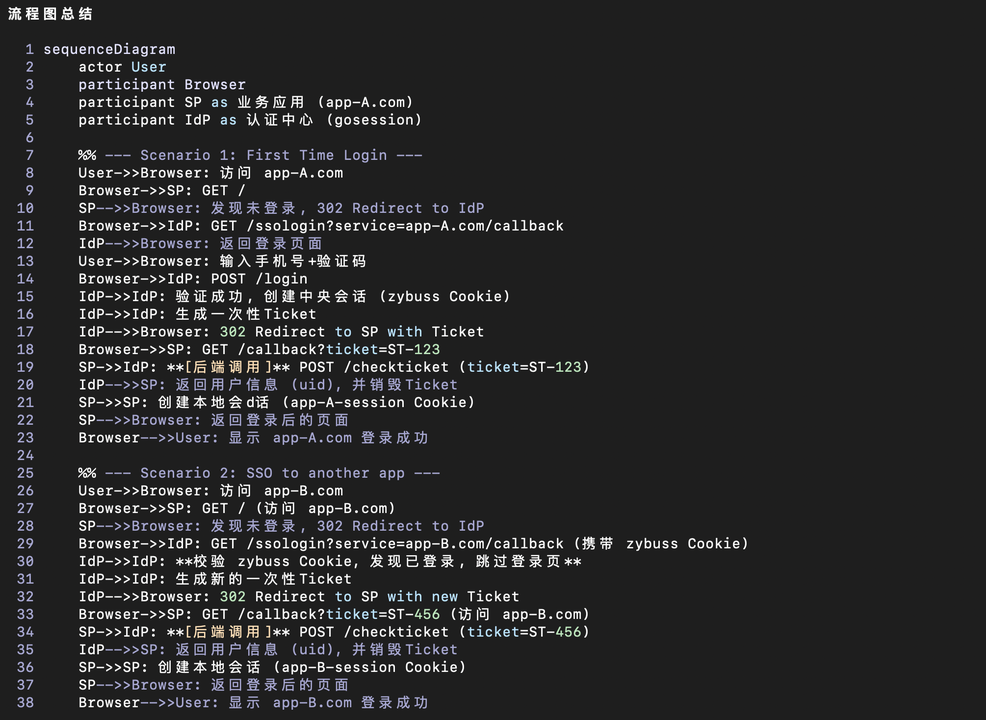 流程图总结
1 sequenceDiagram
2     actor User
3     participant Browser
4     participant SP as 业务应用 (app-A.com)
5     participant IdP as 认证中心 (gosession)
6
7     %% --- Scenario 1: First Time Login ---
8     User->>Browser: 访问 app-A.com
9     Browser->>SP: GET /
10     SP-->>Browser: 发现未登录, 302 Redirect to IdP
11     Browser->>IdP: GET /ssologin?service=app-A.com/callback
12     IdP-->>Browser: 返回登录页面
13     User->>Browser: 输入手机号+验证码
14     Browser->>IdP: POST /login
15     IdP->>IdP: 验证成功, 创建中央会话 (zybuss Cookie)
16     IdP->>IdP: 生成一次性Ticket
17     IdP-->>Browser: 302 Redirect to SP with Ticket
18     Browser->>SP: GET /callback?ticket=ST-123
19     SP->>IdP: **[后端调用]** POST /checkticket (ticket=ST-123)
20     IdP-->>SP: 返回用户信息 (uid), 并销毁Ticket
21     SP->>SP: 创建本地会d话 (app-A-session Cookie)
22     SP-->>Browser: 返回登录后的页面
23     Browser-->>User: 显示 app-A.com 登录成功
24
25     %% --- Scenario 2: SSO to another app ---
26     User->>Browser: 访问 app-B.com
27     Browser->>SP: GET / (访问 app-B.com)
28     SP-->>Browser: 发现未登录, 302 Redirect to IdP
29     Browser->>IdP: GET /ssologin?service=app-B.com/callback (携带 zybuss Cookie)
30     IdP->>IdP: **校验 zybuss Cookie, 发现已登录, 跳过登录页**
31     IdP->>IdP: 生成新的一次性Ticket
32     IdP-->>Browser: 302 Redirect to SP with new Ticket
33     Browser->>SP: GET /callback?ticket=ST-456 (访问 app-B.com)
34     SP->>IdP: **[后端调用]** POST /checkticket (ticket=ST-456)
35     IdP-->>SP: 返回用户信息 (uid), 并销毁Ticket
36     SP->>SP: 创建本地会话 (app-B-session Cookie)
37     SP-->>Browser: 返回登录后的页面
38     Browser-->>User: 显示 app-B.com 登录成功